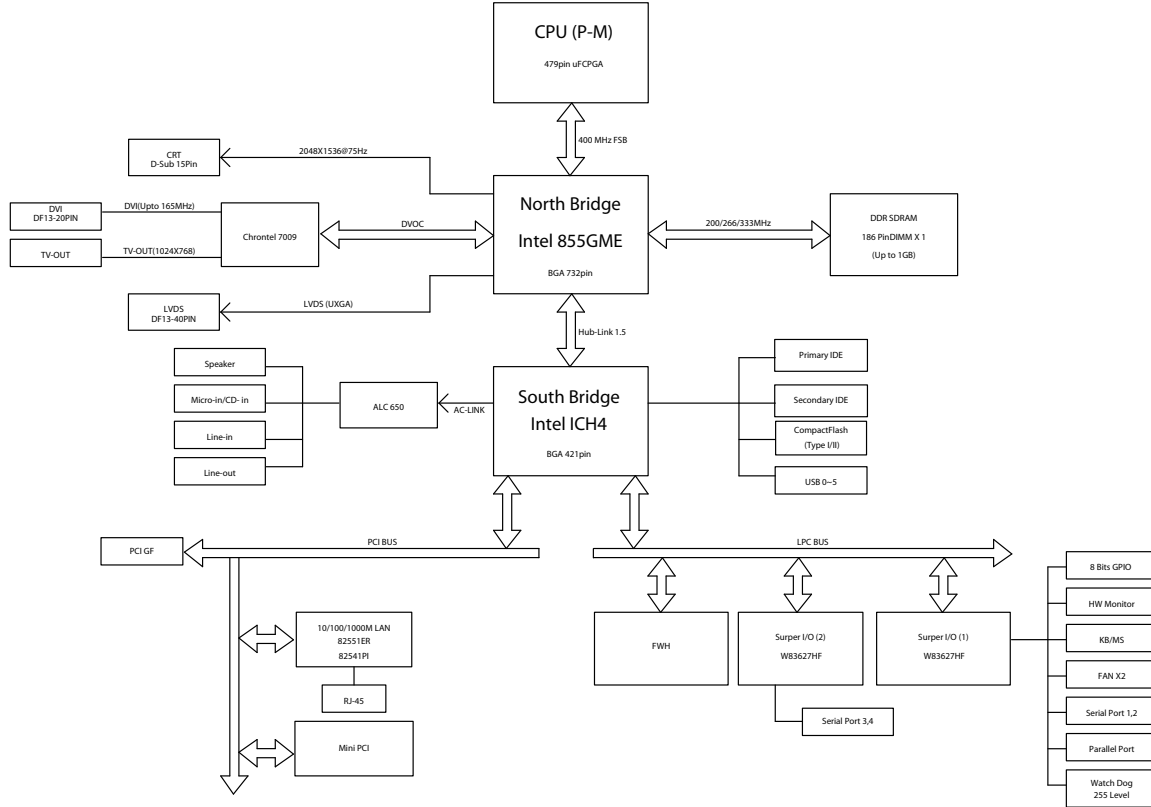 CPU (P-M)
479pin uFCPGA
400 MHz FSB
CRT
D-Sub 15Pin
2048X1536@75Hz
North Bridge
Intel 855GME
BGA 732pin
DVI
DF13-20PIN
DVI(Upto 165MHz)
TV-OUT
TV-OUT(1024X768)
Chrontel 7009
DVOC
200/266/333MHz
DDR SDRAM
186 PinDIMM X 1
(Up to 1GB)
LVDS
DF13-40PIN
LVDS (UXGA)
Hub-Link 1.5
Speaker
Micro-in/CD- in
Line-in
Line-out
ALC 650
AC-LINK
South Bridge
Intel ICH4
BGA 421pin
Primary IDE
Secondary IDE
CompactFlash
(Type I/II)
USB 0~5
PCI GF
PCI BUS
LPC BUS
10/100/1000M LAN
82551ER
82541PI
RJ-45
Mini PCI
FWH
Surper I/O (2)
W83627HF
Serial Port 3,4
Surper I/O (1)
W83627HF
8 Bits GPIO
HW Monitor
KB/MS
FAN X2
Serial Port 1,2
Parallel Port
Watch Dog
255 Level